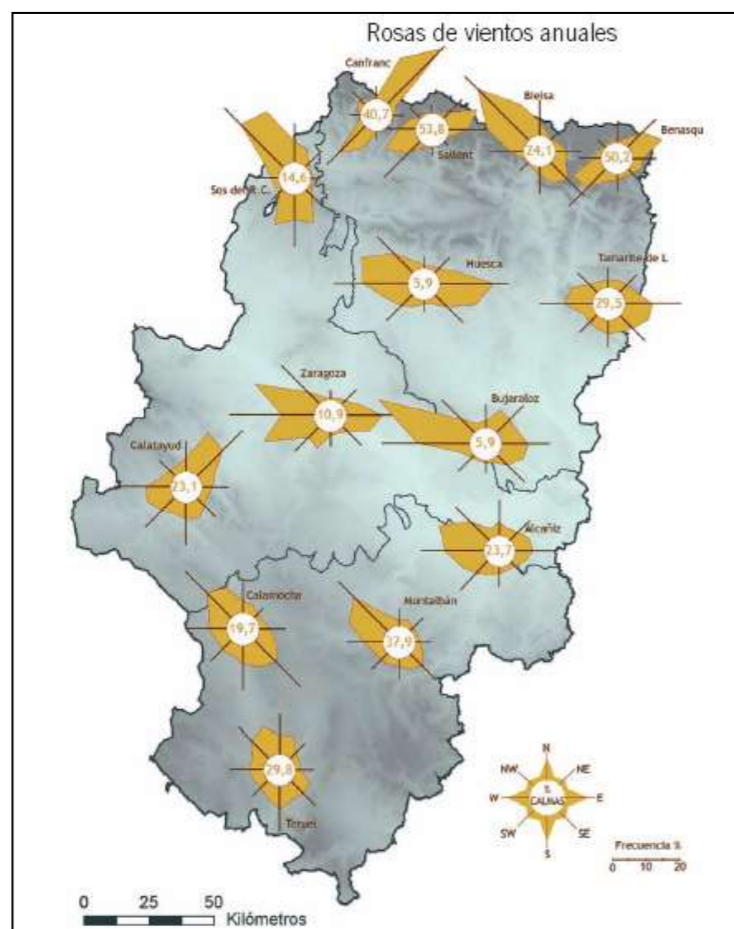 Rosas de vientos anuales
Canfranc
40,7
Sallent
53,8
Bielsa
24,1
Benasqu
50,2
Sos del R.C.
14,6
Huesca
5,9
Tamarite de L
29,5
Zaragoza
10,9
Bujaraloz
5,9
Calatayud
23,1
Alcañiz
23,7
Calamocha
19,7
Montalbán
37,9
Teruel
29,8
N
NW
NE
W
% CALMAS
E
SW
SE
S
Frecuencia %
0 10 20
0 25 50
Kilómetros